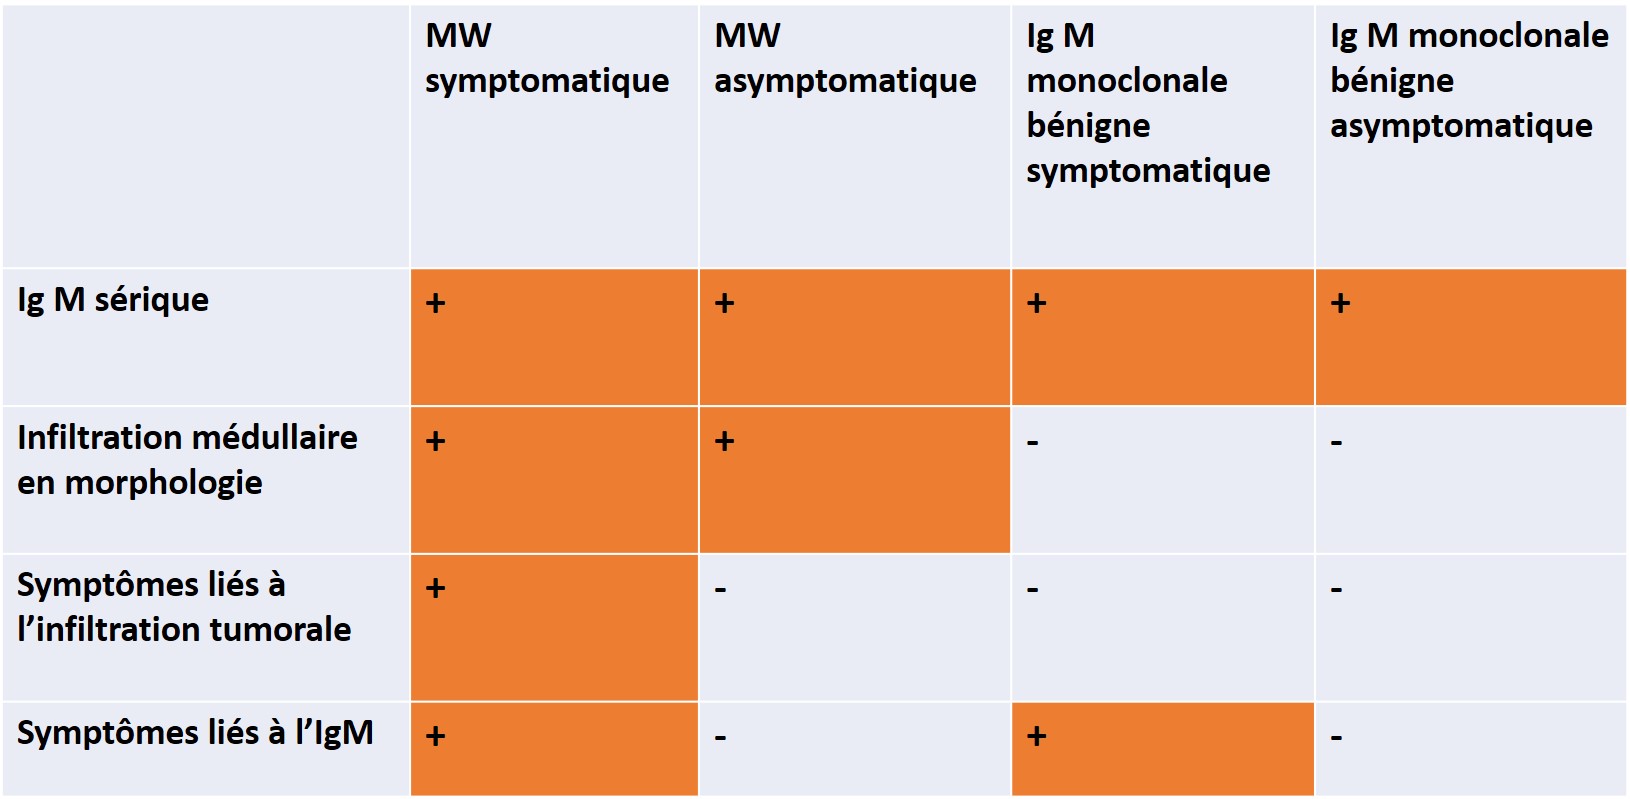 MW
symptomatique
MW
asymptomatique
Ig M
monoclonale
bénigne
symptomatique
Ig M monoclonale
bénigne
asymptomatique
Ig M sérique
+
+
+
+
Infiltration médullaire
en morphologie
+
+
-
-
Symptômes liés à
l’infiltration tumorale
+
-
-
-
Symptômes liés à l’IgM
+
-
+
-